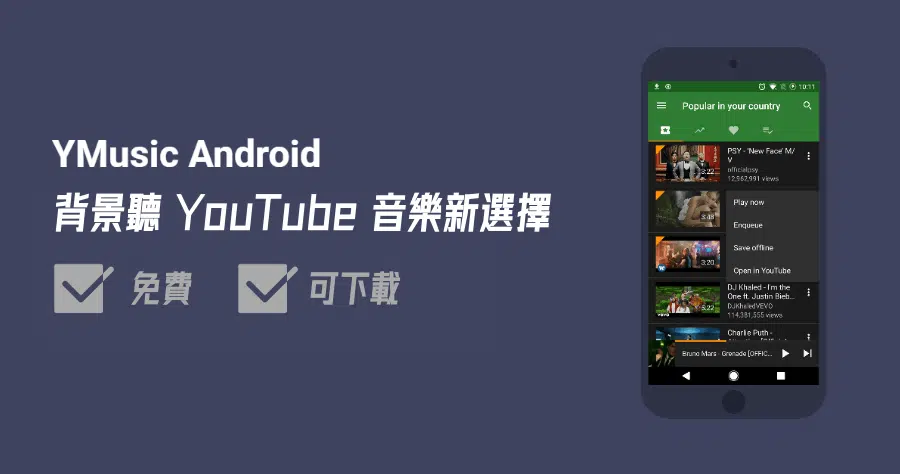 YMusic Android
背景聽 YouTube 音樂新選擇
免費
可下載
10:11
Popular in your country
PSY - 'New Face' M/
V
officialpsy
12,962,991 views
3:22
Play now
3:48
Enqueue
Save offline
3:20
Open in YouTube
DJ Khaled - I'm the
One ft. Justin Bieb...
DJKhaledVEVO
114,381,555 views
5:22
vevo
Charlie Puth -
Bruno Mars - Grenade [OFFIC...